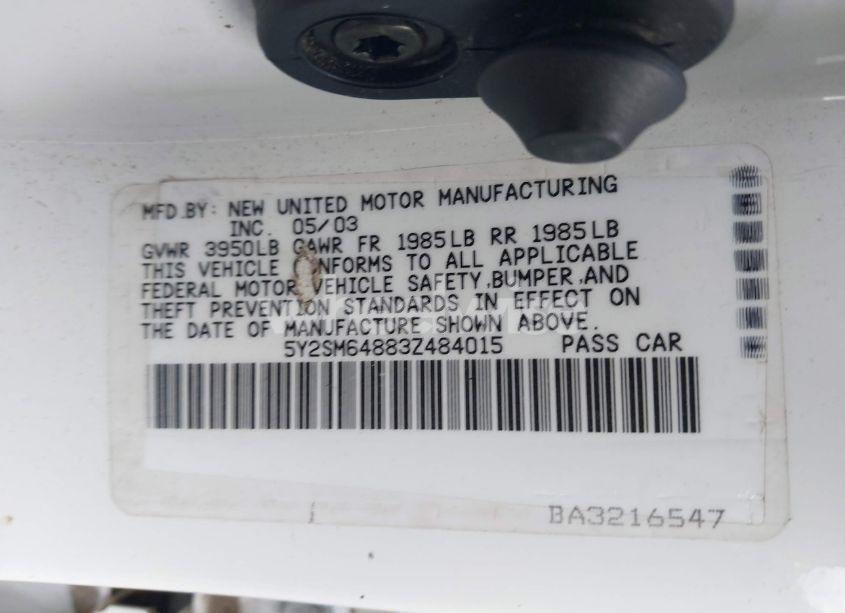 MFD.BY: NEW UNITED MOTOR MANUFACTURING
INC. 05/03
GVWR 3950LB GAWR FR 1985LB RR 1985LB
THIS VEHICLE CONFORMS TO ALL APPLICABLE
FEDERAL MOTOR VEHICLE SAFETY,BUMPER,AND
THEFT PREVENTION STANDARDS IN EFFECT ON
THE DATE OF MANUFACTURE SHOWN ABOVE.
5Y2SM64883Z484015 PASS CAR
BA3216547